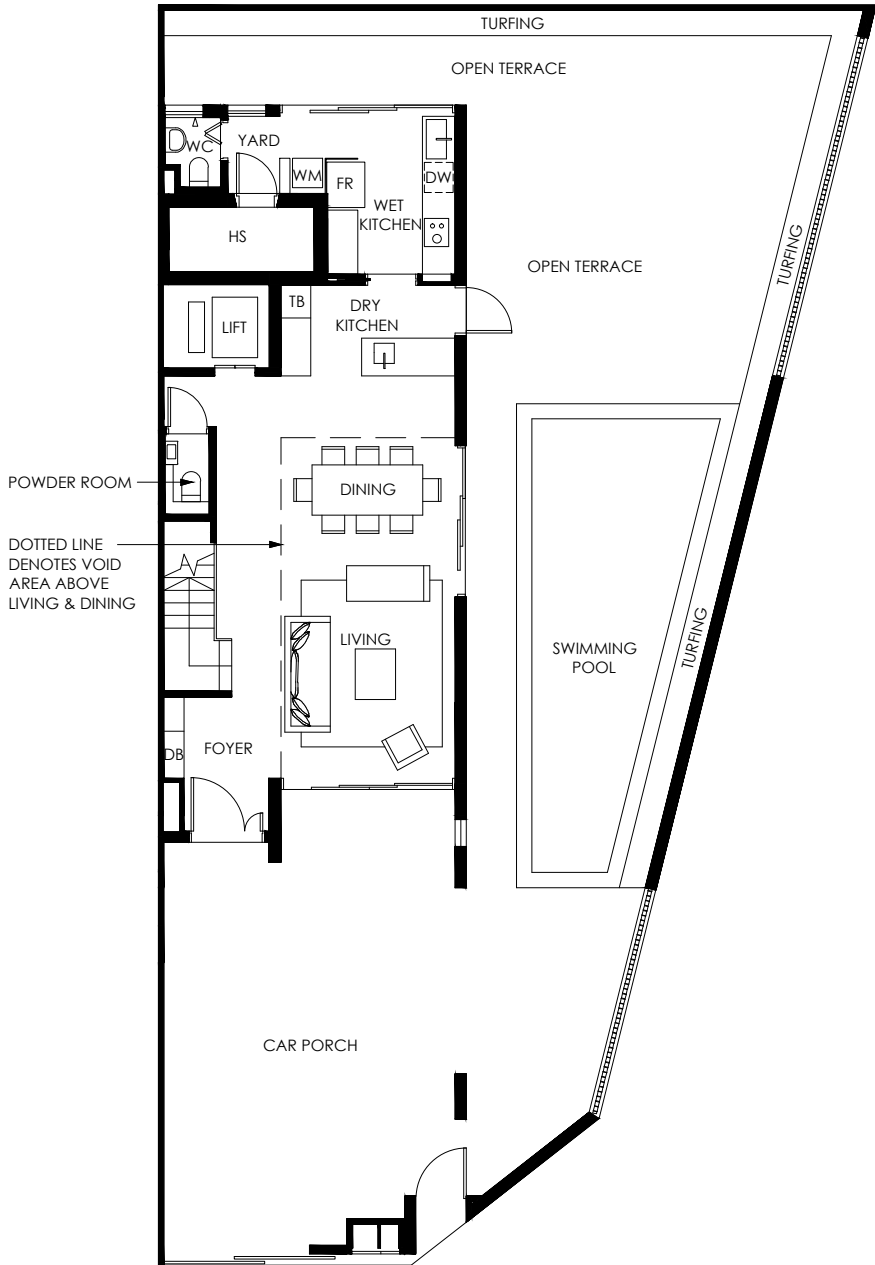 TURFING
OPEN TERRACE
WC
YARD
WM
FR
DW
WET
KITCHEN
HS
OPEN TERRACE
TURFING
TB
DRY
KITCHEN
LIFT
POWDER ROOM
DINING
DOTTED LINE
DENOTES VOID
AREA ABOVE
LIVING & DINING
LIVING
TURFING
SWIMMING
POOL
DB
FOYER
CAR PORCH